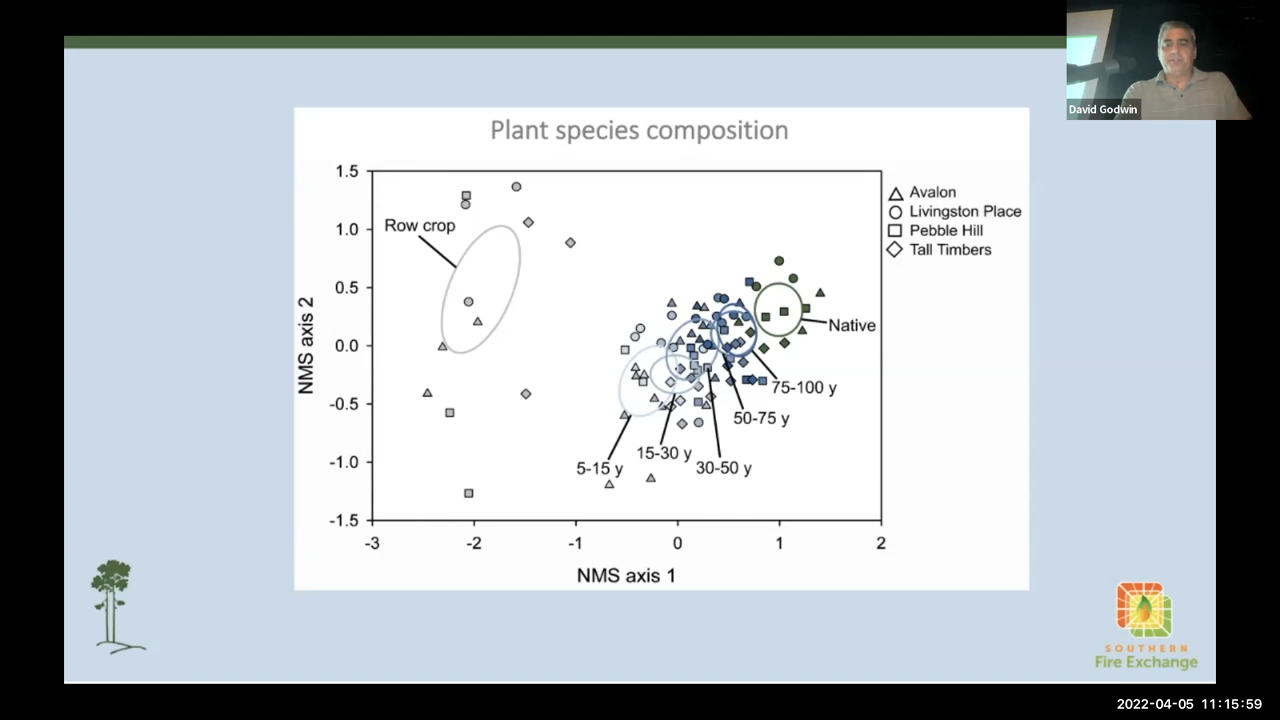 David Godwin
Plant species composition
1.5
1.0
0.5
0.0
-0.5
-1.0
-1.5
NMS axis 2
Row crop
Avalon
Livingston Place
Pebble Hill
Tall Timbers
Native
75-100 y
50-75 y
15-30 y
5-15 y
30-50 y
-3
-2
-1
0
1
2
NMS axis 1
SOUTHERN
Fire Exchange
2022-04-05 11:15:59